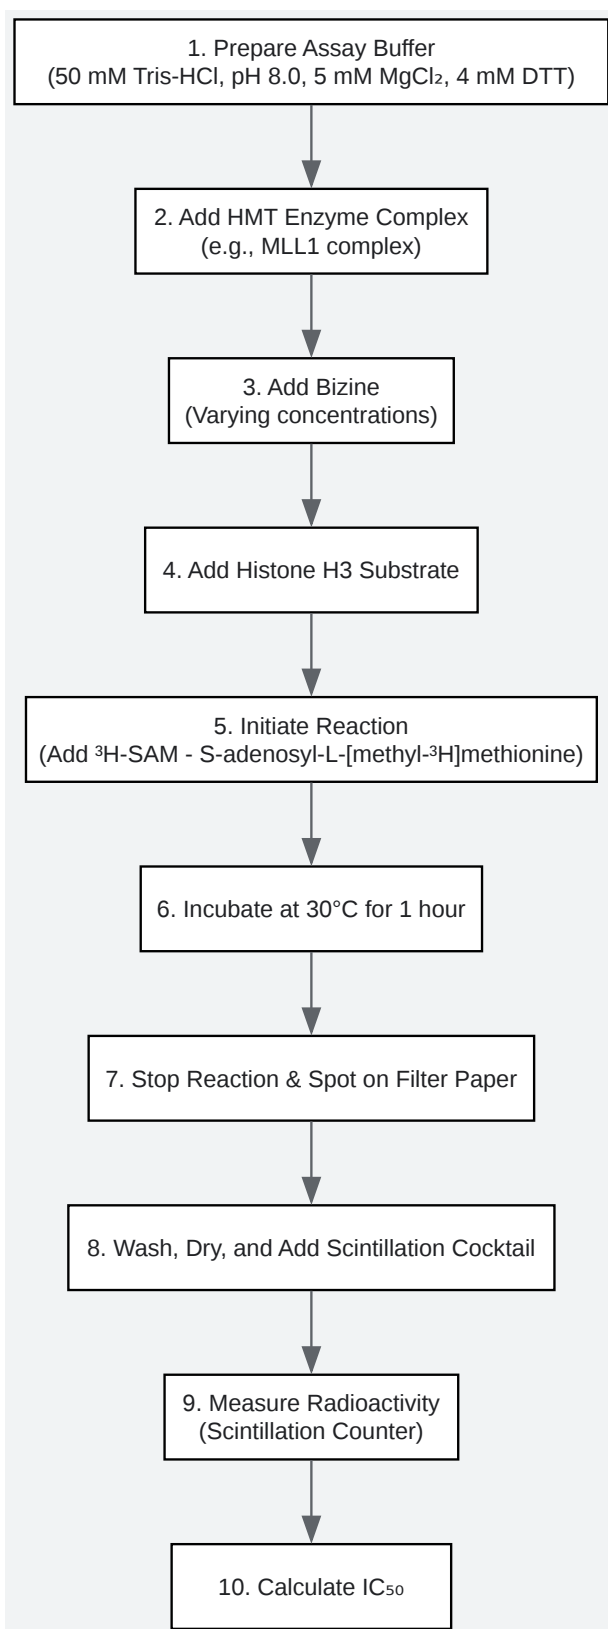 1. Prepare Assay Buffer
(50 mM Tris-HCl, pH 8.0, 5 mM MgCl₂, 4 mM DTT)
2. Add HMT Enzyme Complex
(e.g., MLL1 complex)
3. Add Bizine
(Varying concentrations)
4. Add Histone H3 Substrate
5. Initiate Reaction
(Add ³H-SAM - S-adenosyl-L-[methyl-³H]methionine)
6. Incubate at 30°C for 1 hour
7. Stop Reaction & Spot on Filter Paper
8. Wash, Dry, and Add Scintillation Cocktail
9. Measure Radioactivity
(Scintillation Counter)
10. Calculate IC₅₀